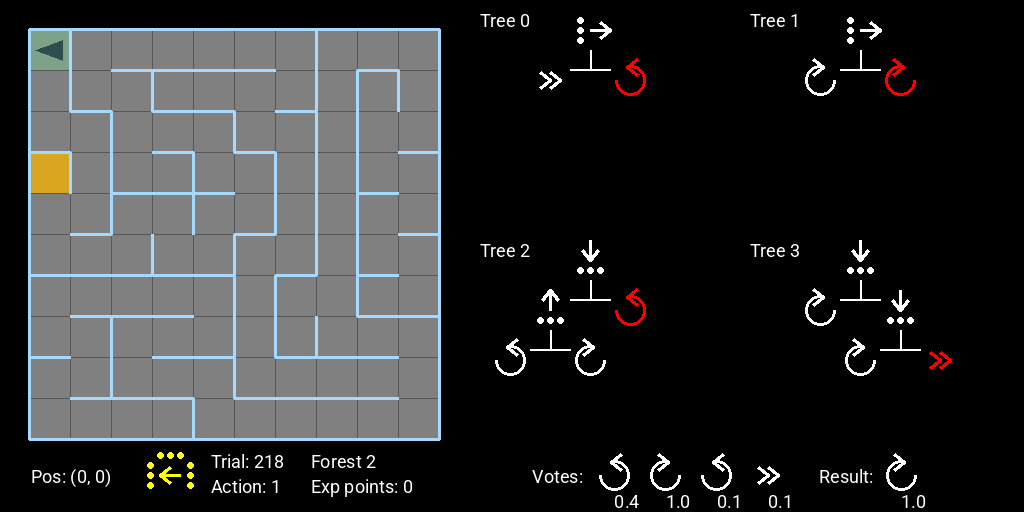 Tree 0
Tree 1
Tree 2
Tree 3
Pos: (0, 0)
Trial: 218
Forest 2
Action: 1
Exp points: 0
Votes:
0.4
1.0
0.1
0.1
Result:
1.0